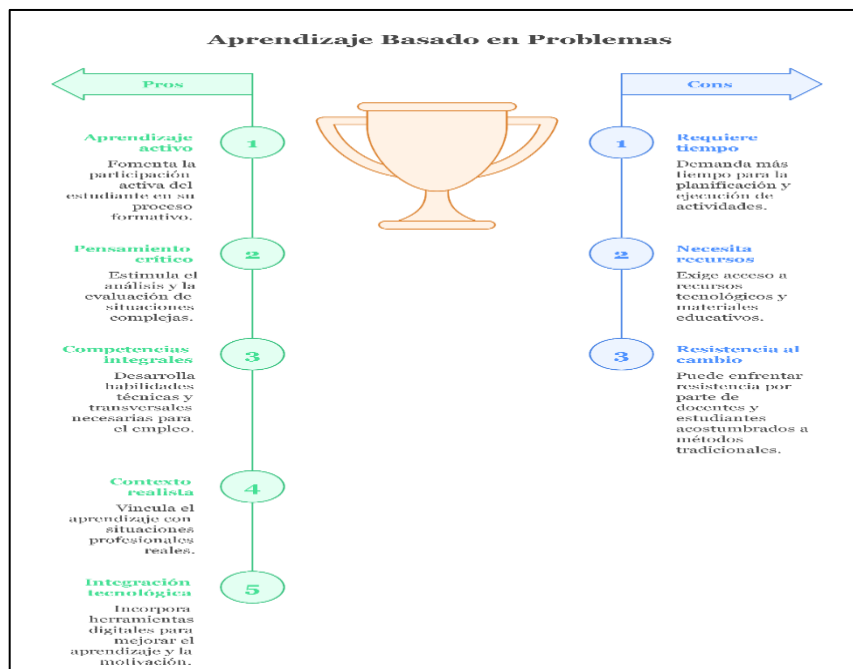 Aprendizaje Basado en Problemas
Pros
1
Aprendizaje
activo
Fomenta la
participación
activa del
estudiante en su
proceso
formativo.
2
Pensamiento
crítico
Estimula el
análisis y la
evaluación de
situaciones
complejas.
3
Competencias
integrales
Desarrolla
habilidades
técnicas y
transversales
necesarias para
el empleo.
4
Contexto
realista
Vincula el
aprendizaje con
situaciones
profesionales
reales.
5
Integración
tecnológica
Incorpora
herramientas
digitales para
mejorar el
aprendizaje y la
motivación.
Cons
1
Requiere
tiempo
Demanda más
tiempo para la
planificación y
ejecución de
actividades.
2
Necesita
recursos
Exige acceso a
recursos
tecnológicos y
materiales
educativos.
3
Resistencia al
cambio
Puede enfrentar
resistencia por
parte de
docentes y
estudiantes
acostumbrados a
métodos
tradicionales.